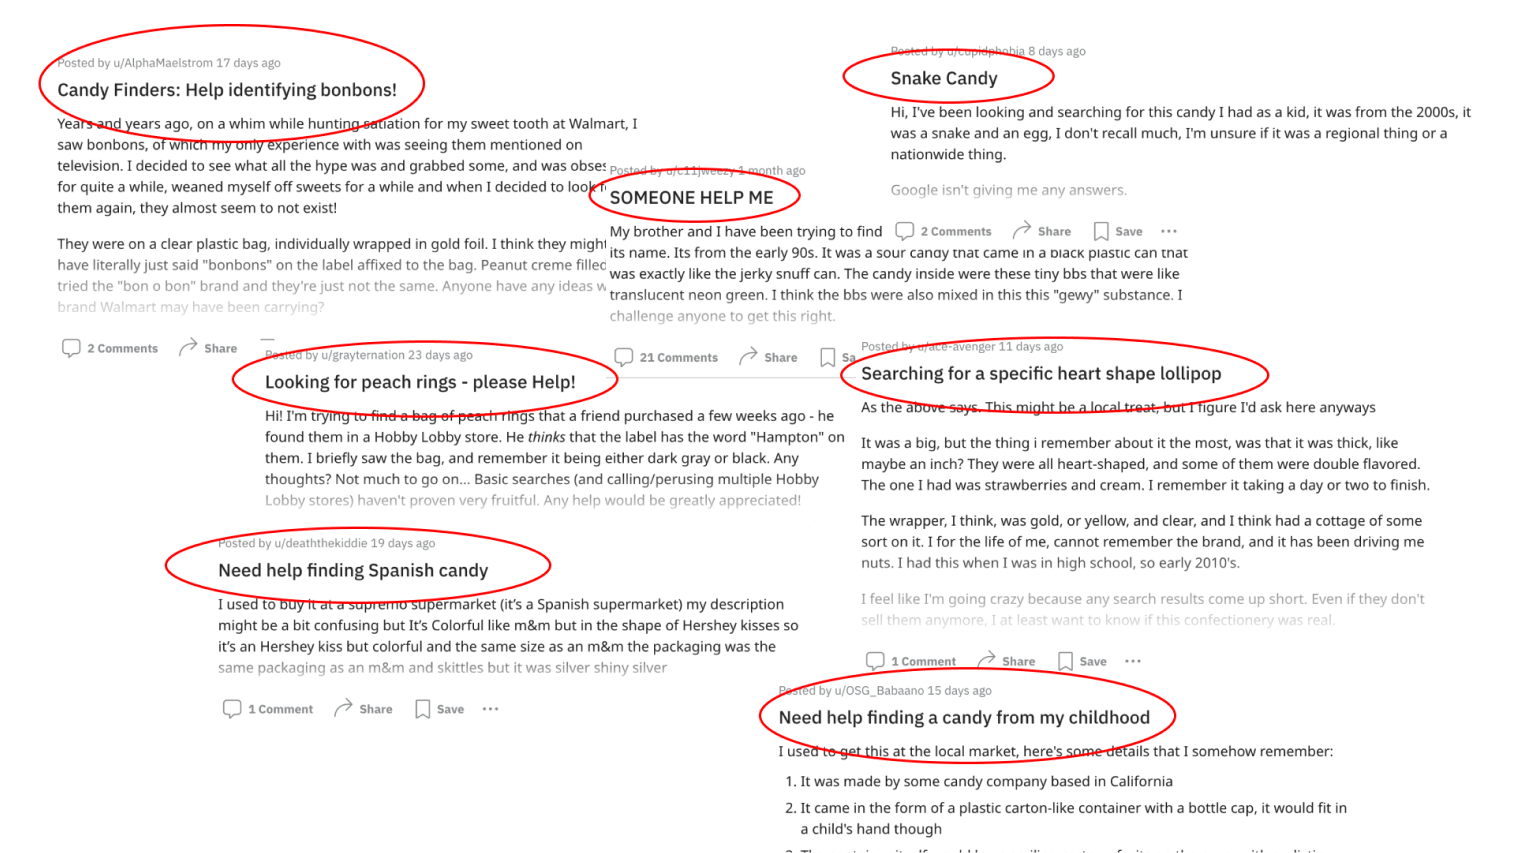 Posted by u/AlphaMaelstrom 17 days ago
Candy Finders: Help identifying bonbons!
Years and years ago, on a whim while hunting satiation for my sweet tooth at Walmart, I
saw bonbons, of which my only experience with was seeing them mentioned on
television. I decided to see what all the hype was and grabbed some, and was obses
for quite a while, weaned myself off sweets for a while and when I decided to look f
them again, they almost seem to not exist!
They were on a clear plastic bag, individually wrapped in gold foil. I think they might
have literally just said "bonbons" on the label affixed to the bag. Peanut creme filled
tried the "bon o bon" brand and they're just not the same. Anyone have any ideas w
brand Walmart may have been carrying?
2 Comments Share
Posted by u/cupidphobia 8 days ago
Snake Candy
Hi, I've been looking and searching for this candy I had as a kid, it was from the 2000s, it
was a snake and an egg, I don't recall much, I'm unsure if it was a regional thing or a
nationwide thing.
Google isn't giving me any answers.
2 Comments Share Save
Posted by u/c11jweezy 1 month ago
SOMEONE HELP ME
My brother and I have been trying to find
its name. Its from the early 90s. It was a sour candy that came in a black plastic can that
was exactly like the jerky snuff can. The candy inside were these tiny bbs that were like
translucent neon green. I think the bbs were also mixed in this this "gewy" substance. I
challenge anyone to get this right.
21 Comments Share Sa
Posted by u/grayternation 23 days ago
Looking for peach rings - please Help!
Hi! I'm trying to find a bag of peach rings that a friend purchased a few weeks ago - he
found them in a Hobby Lobby store. He thinks that the label has the word "Hampton" on
them. I briefly saw the bag, and remember it being either dark gray or black. Any
thoughts? Not much to go on... Basic searches (and calling/perusing multiple Hobby
Lobby stores) haven't proven very fruitful. Any help would be greatly appreciated!
Posted by u/ace-avenger 11 days ago
Searching for a specific heart shape lollipop
As the above says. This might be a local treat, but I figure I'd ask here anyways
It was a big, but the thing i remember about it the most, was that it was thick, like
maybe an inch? They were all heart-shaped, and some of them were double flavored.
The one I had was strawberries and cream. I remember it taking a day or two to finish.
The wrapper, I think, was gold, or yellow, and clear, and I think had a cottage of some
sort on it. I for the life of me, cannot remember the brand, and it has been driving me
nuts. I had this when I was in high school, so early 2010's.
I feel like I'm going crazy because any search results come up short. Even if they don't
sell them anymore, I at least want to know if this confectionery was real.
1 Comment Share Save
Posted by u/deaththekiddie 19 days ago
Need help finding Spanish candy
I used to buy it at a supremo supermarket (it's a Spanish supermarket) my description
might be a bit confusing but It's Colorful like m&m but in the shape of Hershey kisses so
it's an Hershey kiss but colorful and the same size as an m&m the packaging was the
same packaging as an m&m and skittles but it was silver shiny silver
1 Comment Share Save
Posted by u/OSG_Babaano 15 days ago
Need help finding a candy from my childhood
I used to get this at the local market, here's some details that I somehow remember:
1. It was made by some candy company based in California
2. It came in the form of a plastic carton-like container with a bottle cap, it would fit in
a child's hand though